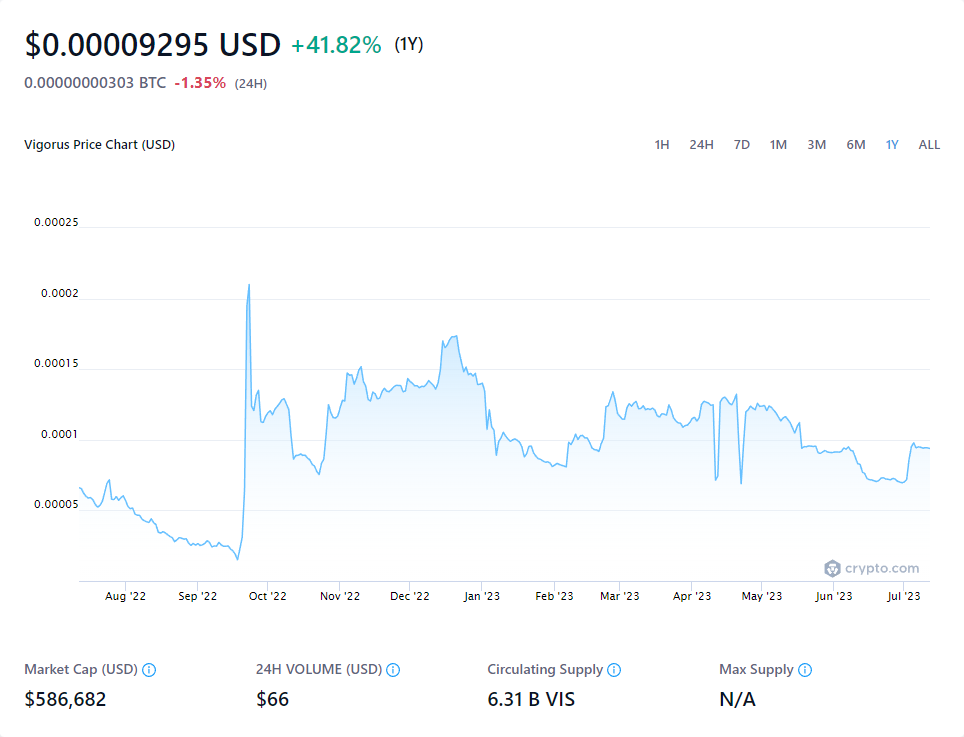 $0.00009295 USD +41.82% (1Y)
0.00000000303 BTC -1.35% (24H)
Vigorus Price Chart (USD)
1H 24H 7D 1M 3M 6M 1Y ALL
0.00025
0.0002
0.00015
0.0001
0.00005
crypto.com
Aug '22 Sep '22 Oct '22 Nov '22 Dec '22 Jan '23 Feb '23 Mar '23 Apr '23 May '23 Jun '23 Jul '23
Market Cap (USD) 24H VOLUME (USD) Circulating Supply Max Supply
$586,682 $66 6.31 B VIS N/A